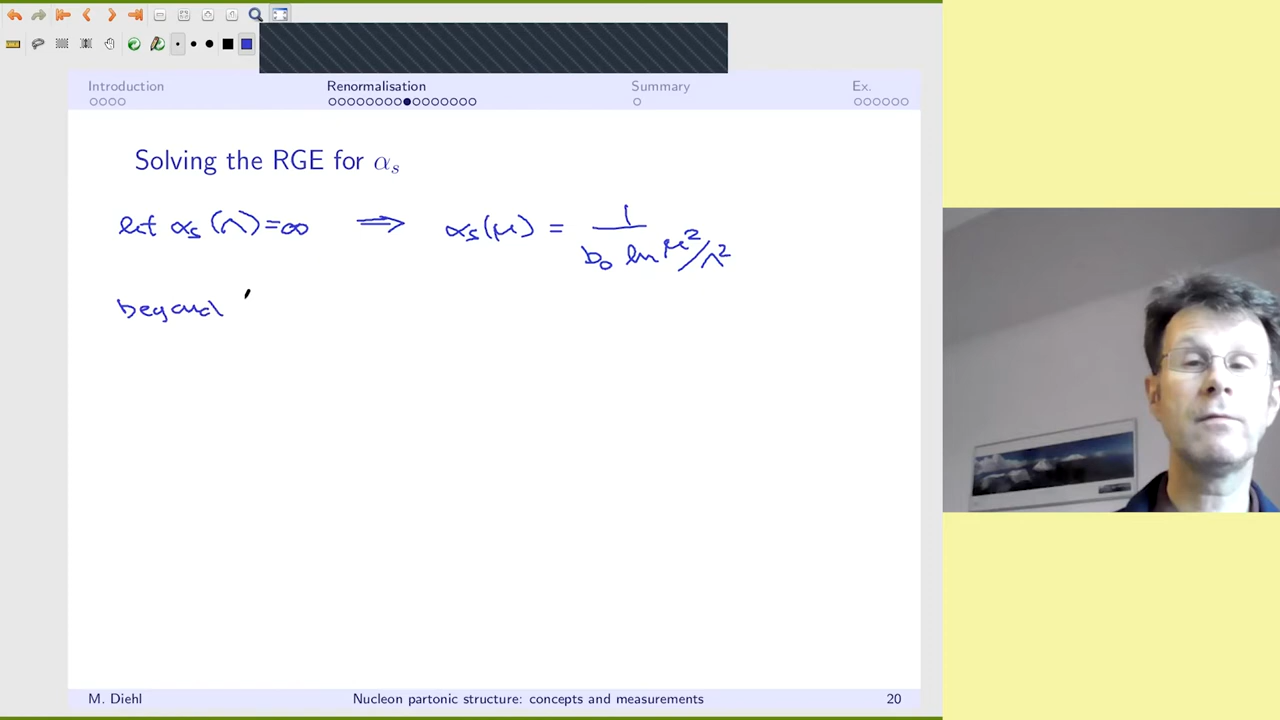 Introduction Renormalisation Summary Ex.
Solving the RGE for αs
let αs(Λ)=∞ ⟹ αs(μ) = 1 / b0 ln μ²/Λ²
beyond
M. Diehl Nucleon partonic structure: concepts and measurements 20